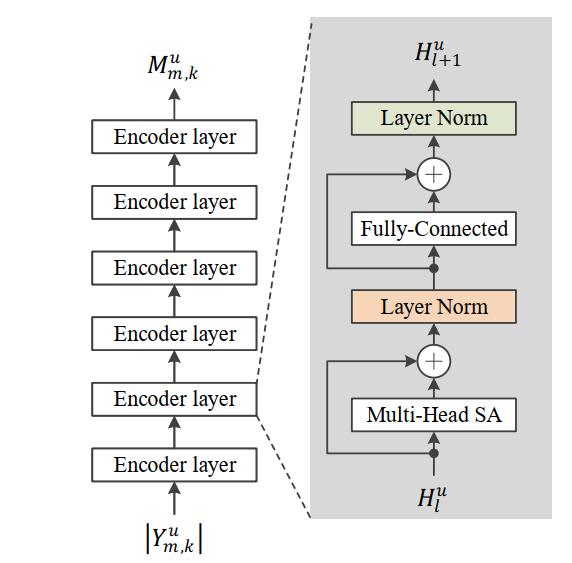 M^u_{m,k}
Encoder layer
Encoder layer
Encoder layer
Encoder layer
Encoder layer
Encoder layer
|Y^u_{m,k}|
H^u_{l+1}
Layer Norm
+
Fully-Connected
Layer Norm
+
Multi-Head SA
H^u_l